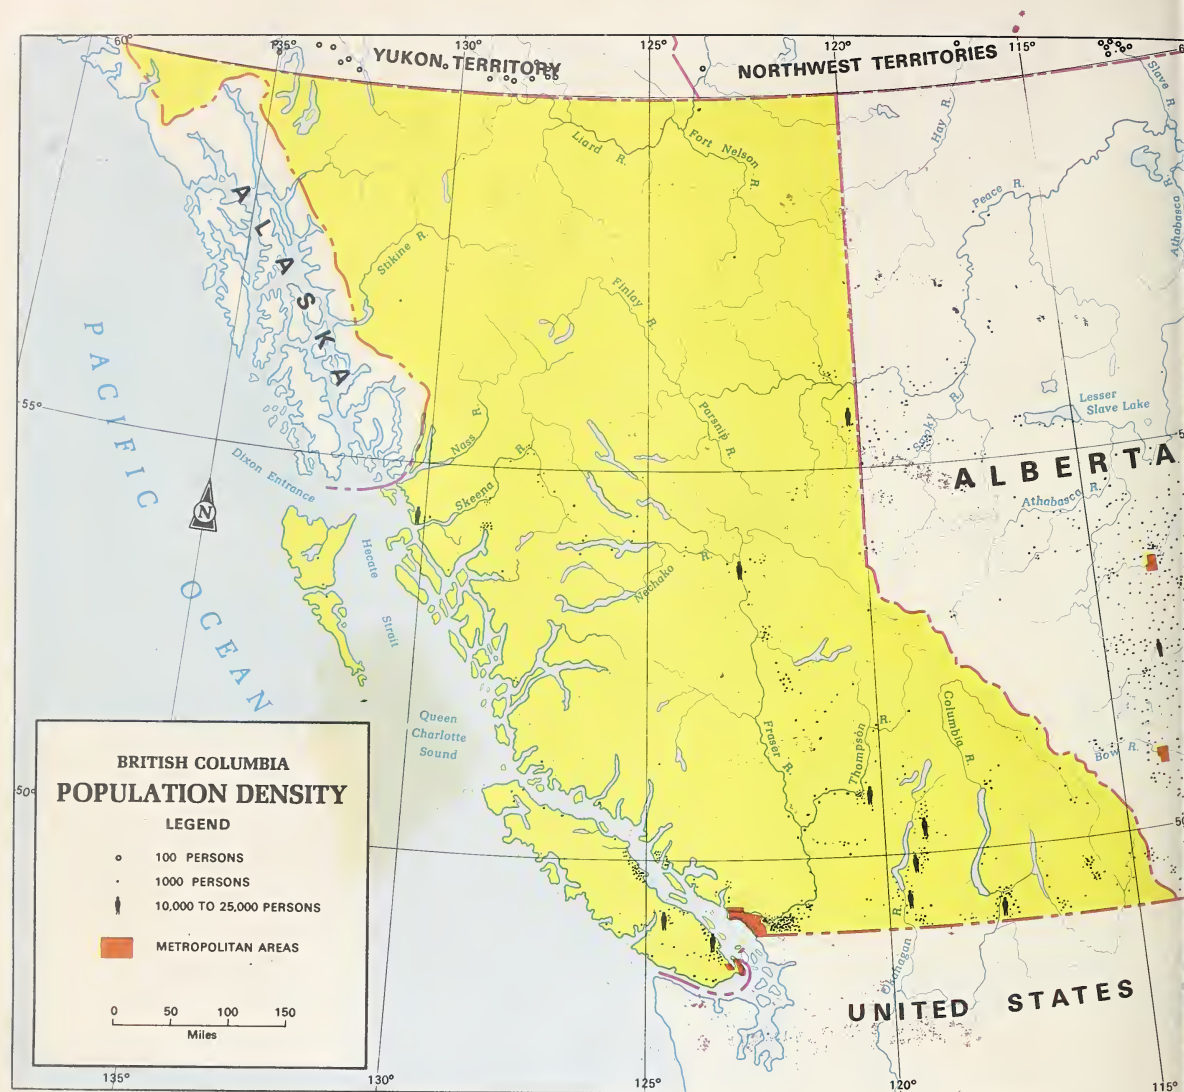 60°
135°
130°
125°
120°
115°
YUKON TERRITORY
NORTHWEST TERRITORIES
Slave R.
Hay R.
Liard R.
Fort Nelson R.
Peace R.
Athabasca R.
ALASKA
Stikine R.
Finlay R.
PACIFIC OCEAN
55°
Nass R.
Parsnip R.
Smoky R.
Lesser
Slave Lake
Dixon Entrance
Skeena R.
ALBERTA
Athabasca R.
N
Hecate Strait
Nechako R.
Queen
Charlotte
Sound
Fraser R.
Thompson R.
Columbia R.
Bow R.
50°
BRITISH COLUMBIA
POPULATION DENSITY
LEGEND
100 PERSONS
1000 PERSONS
10,000 TO 25,000 PERSONS
METROPOLITAN AREAS
0 50 100 150
Miles
Okanagan R.
UNITED STATES
135°
130°
125°
120°
115°